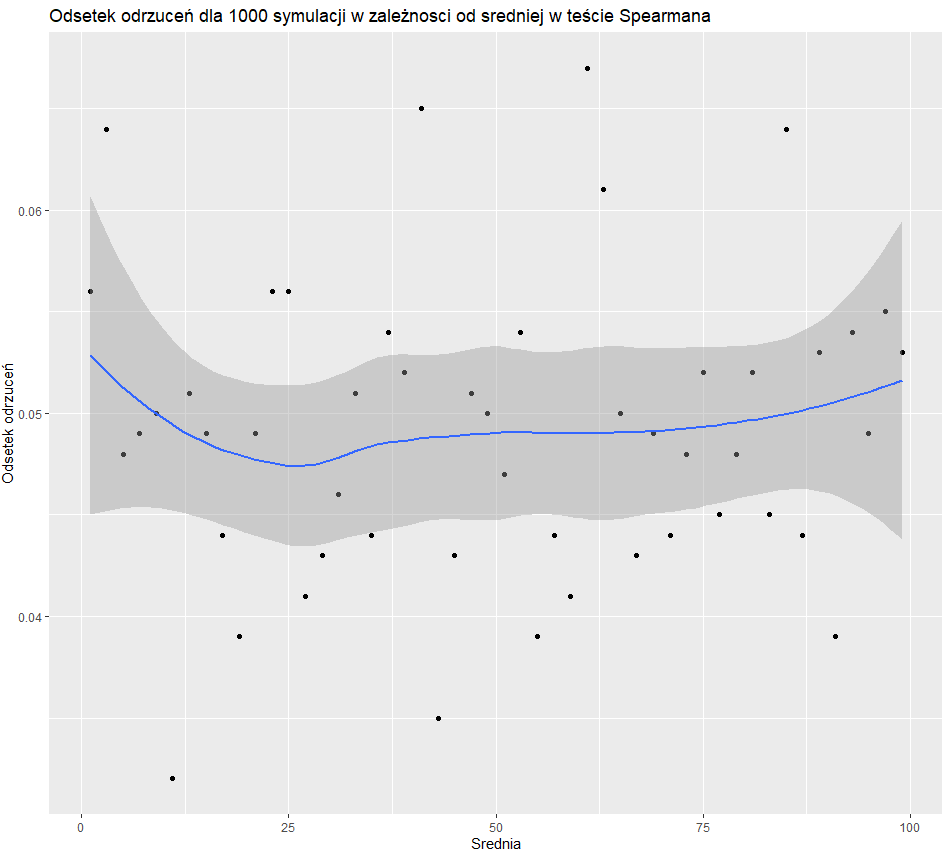 Odsetek odrzuceń dla 1000 symulacji w zależnosci od sredniej w teście Spearmana
Odsetek odrzuceń
0.06
0.05
0.04
0
25
50
75
100
Srednia